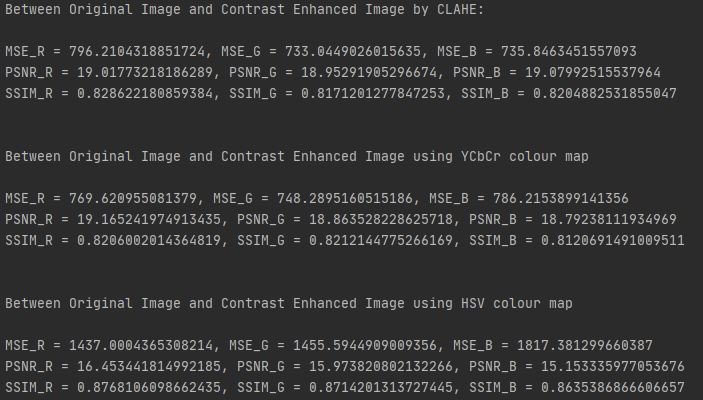 Between Original Image and Contrast Enhanced Image by CLAHE:
MSE_R = 796.2104318851724, MSE_G = 733.0449026015635, MSE_B = 735.8463451557093
PSNR_R = 19.01773218186289, PSNR_G = 18.95291905296674, PSNR_B = 19.07992515537964
SSIM_R = 0.828622180859384, SSIM_G = 0.8171201277847253, SSIM_B = 0.8204882531855047
Between Original Image and Contrast Enhanced Image using YCbCr colour map
MSE_R = 769.620955081379, MSE_G = 748.2895160515186, MSE_B = 786.2153899141356
PSNR_R = 19.165241974913435, PSNR_G = 18.863528228625718, PSNR_B = 18.79238111934969
SSIM_R = 0.8206002014364819, SSIM_G = 0.8212144775266169, SSIM_B = 0.8120691491009511
Between Original Image and Contrast Enhanced Image using HSV colour map
MSE_R = 1437.0004365308214, MSE_G = 1455.5944909009356, MSE_B = 1817.381299660387
PSNR_R = 16.453441814992185, PSNR_G = 15.973820802132266, PSNR_B = 15.153335977053676
SSIM_R = 0.8768106098662435, SSIM_G = 0.8714201313727445, SSIM_B = 0.8635386866606657